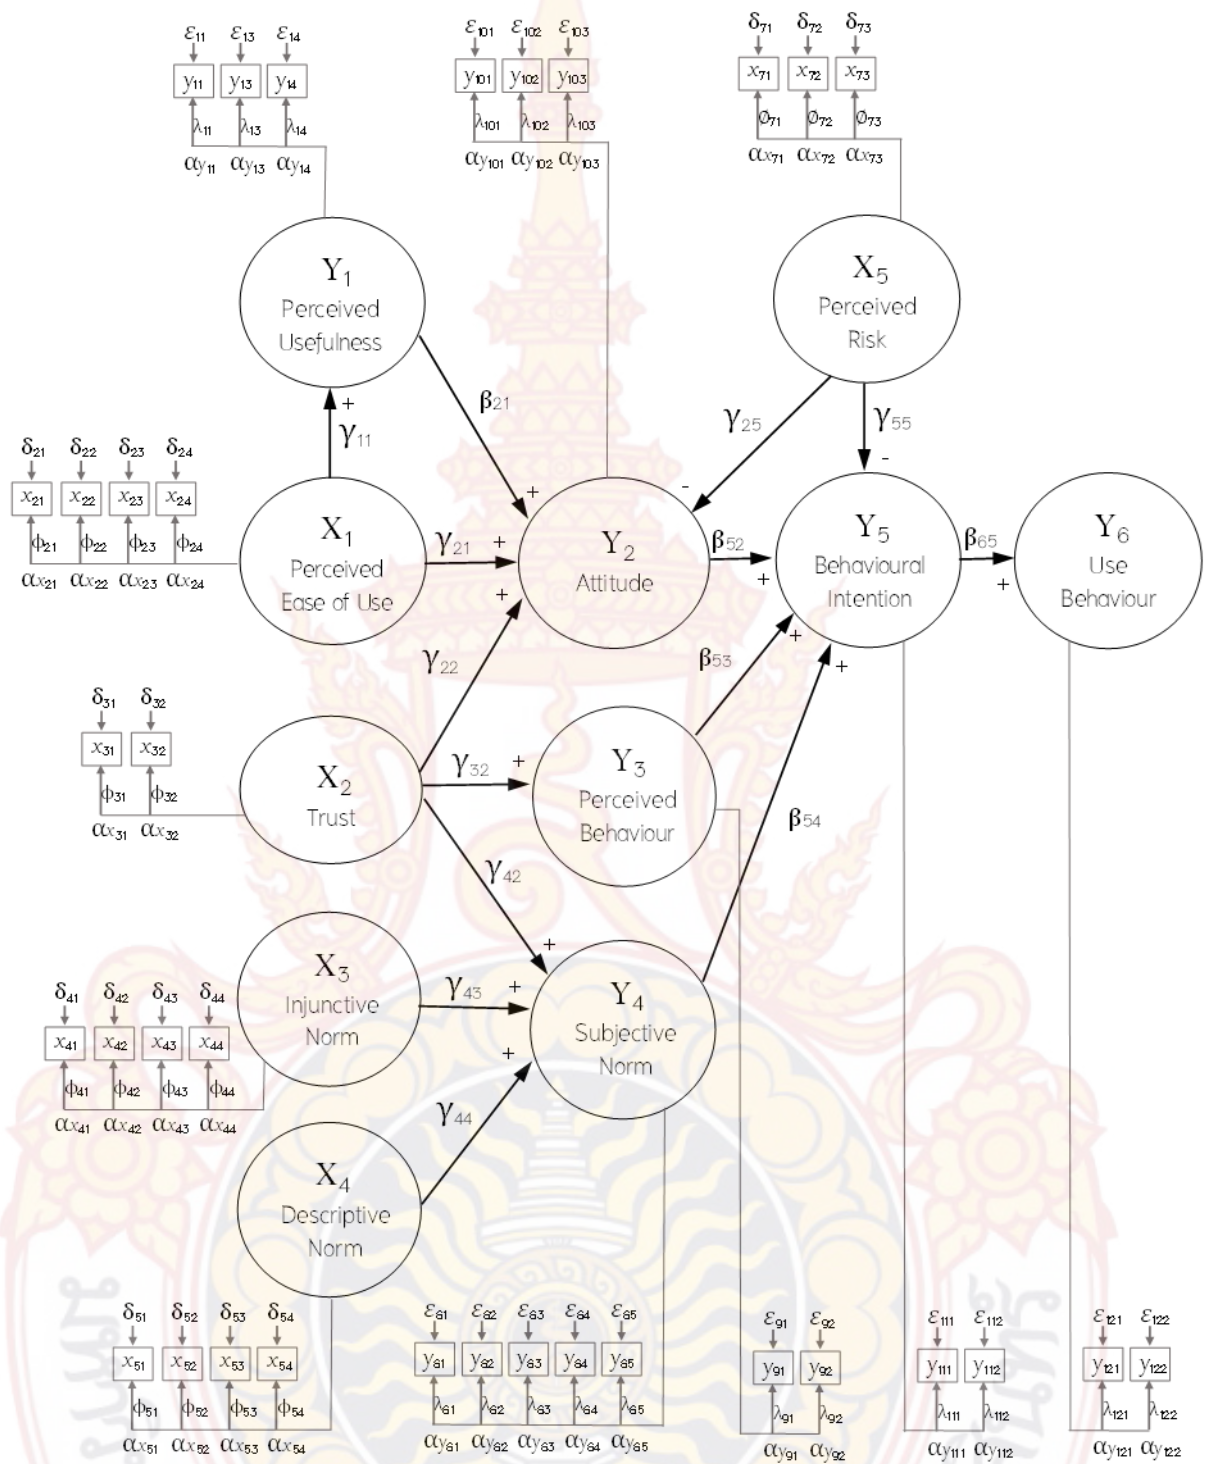 ε₁₁ ε₁₃ ε₁₄
y₁₁ y₁₃ y₁₄
λ₁₁ λ₁₃ λ₁₄
αy₁₁ αy₁₃ αy₁₄
ε₁₀₁ ε₁₀₂ ε₁₀₃
y₁₀₁ y₁₀₂ y₁₀₃
λ₁₀₁ λ₁₀₂ λ₁₀₃
αy₁₀₁ αy₁₀₂ αy₁₀₃
δ₇₁ δ₇₂ δ₇₃
x₇₁ x₇₂ x₇₃
∅₇₁ ∅₇₂ ∅₇₃
αx₇₁ αx₇₂ αx₇₃
Y₁
Perceived
Usefulness
X₅
Perceived
Risk
+
γ₁₁
β₂₁
+
γ₂₅
-
γ₅₅
-
δ₂₁ δ₂₂ δ₂₃ δ₂₄
x₂₁ x₂₂ x₂₃ x₂₄
ϕ₂₁ ϕ₂₂ ϕ₂₃ ϕ₂₄
αx₂₁ αx₂₂ αx₂₃ αx₂₄
X₁
Perceived
Ease of Use
γ₂₁ +
Y₂
Attitude
β₅₂
+
Y₅
Behavioural
Intention
β₆₅
+
Y₆
Use
Behaviour
+
γ₂₂
β₅₃
+
+
δ₃₁ δ₃₂
x₃₁ x₃₂
ϕ₃₁ ϕ₃₂
αx₃₁ αx₃₂
X₂
Trust
γ₃₂ +
Y₃
Perceived
Behaviour
β₅₄
γ₄₂
+
δ₄₁ δ₄₂ δ₄₃ δ₄₄
x₄₁ x₄₂ x₄₃ x₄₄
ϕ₄₁ ϕ₄₂ ϕ₄₃ ϕ₄₄
αx₄₁ αx₄₂ αx₄₃ αx₄₄
X₃
Injunctive
Norm
γ₄₃ +
Y₄
Subjective
Norm
+
γ₄₄
X₄
Descriptive
Norm
δ₅₁ δ₅₂ δ₅₃ δ₅₄
x₅₁ x₅₂ x₅₃ x₅₄
ϕ₅₁ ϕ₅₂ ϕ₅₃ ϕ₅₄
αx₅₁ αx₅₂ αx₅₃ αx₅₄
ε₆₁ ε₆₂ ε₆₃ ε₆₄ ε₆₅
y₆₁ y₆₂ y₆₃ y₆₄ y₆₅
λ₆₁ λ₆₂ λ₆₃ λ₆₄ λ₆₅
αy₆₁ αy₆₂ αy₆₃ αy₆₄ αy₆₅
ε₉₁ ε₉₂
y₉₁ y₉₂
λ₉₁ λ₉₂
αy₉₁ αy₉₂
ε₁₁₁ ε₁₁₂
y₁₁₁ y₁₁₂
λ₁₁₁ λ₁₁₂
αy₁₁₁ αy₁₁₂
ε₁₂₁ ε₁₂₂
y₁₂₁ y₁₂₂
λ₁₂₁ λ₁₂₂
αy₁₂₁ αy₁₂₂